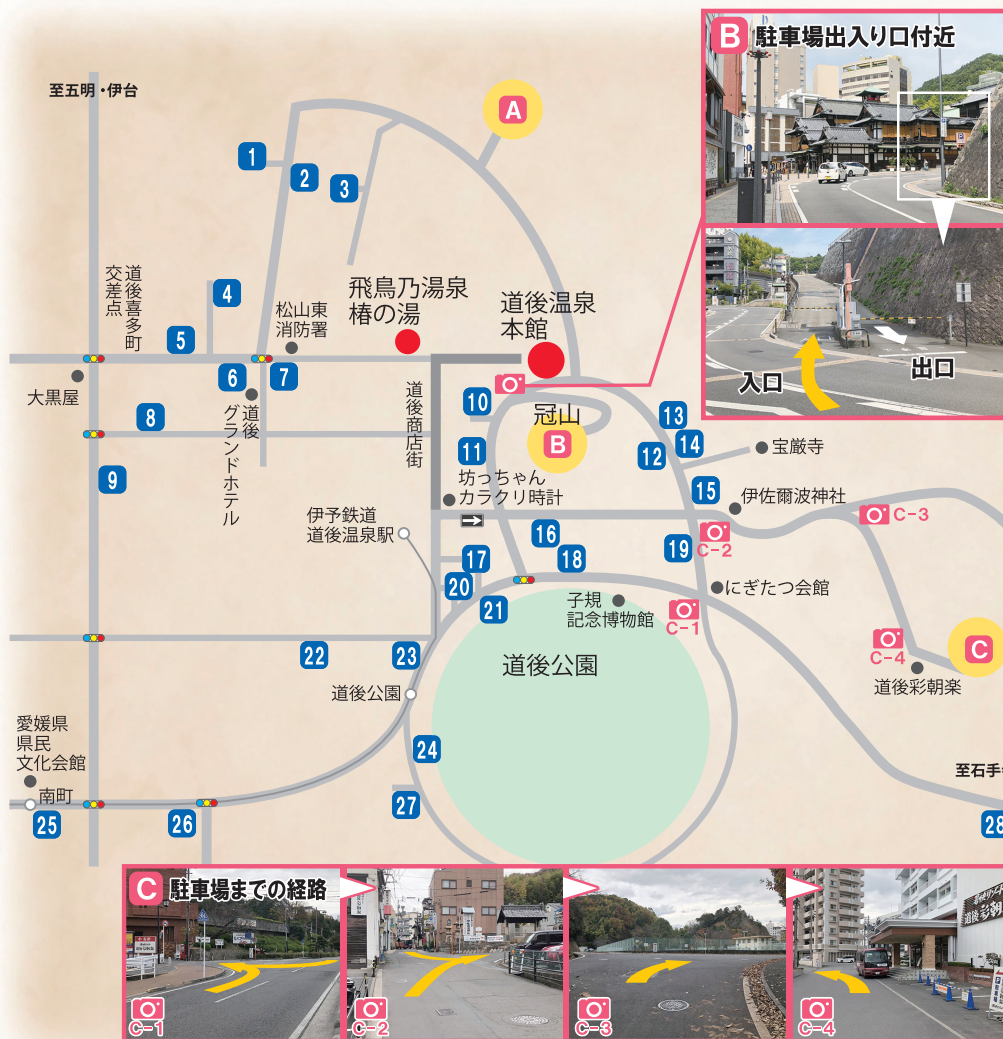 B 駐車場出入り口付近
入口
出口
至五明・伊台
A
1
2
3
道後喜多町
交差点
4
5
松山東
消防署
飛鳥乃湯泉
椿の湯
道後温泉
本館
大黒屋
6
7
道後
グランドホテル
8
9
道後商店街
10
冠山
B
11
13
14
12
宝厳寺
15
坊っちゃん
カラクリ時計
伊佐爾波神社
C-3
伊予鉄道
道後温泉駅
16
C-2
17
18
19
20
21
にぎたつ会館
子規
記念博物館
C-1
22
23
道後公園
道後公園
C-4
C
道後彩朝楽
愛媛県
県民
文化会館
24
至石手
南町
25
26
27
28
C 駐車場までの経路
C-1
C-2
C-3
C-4